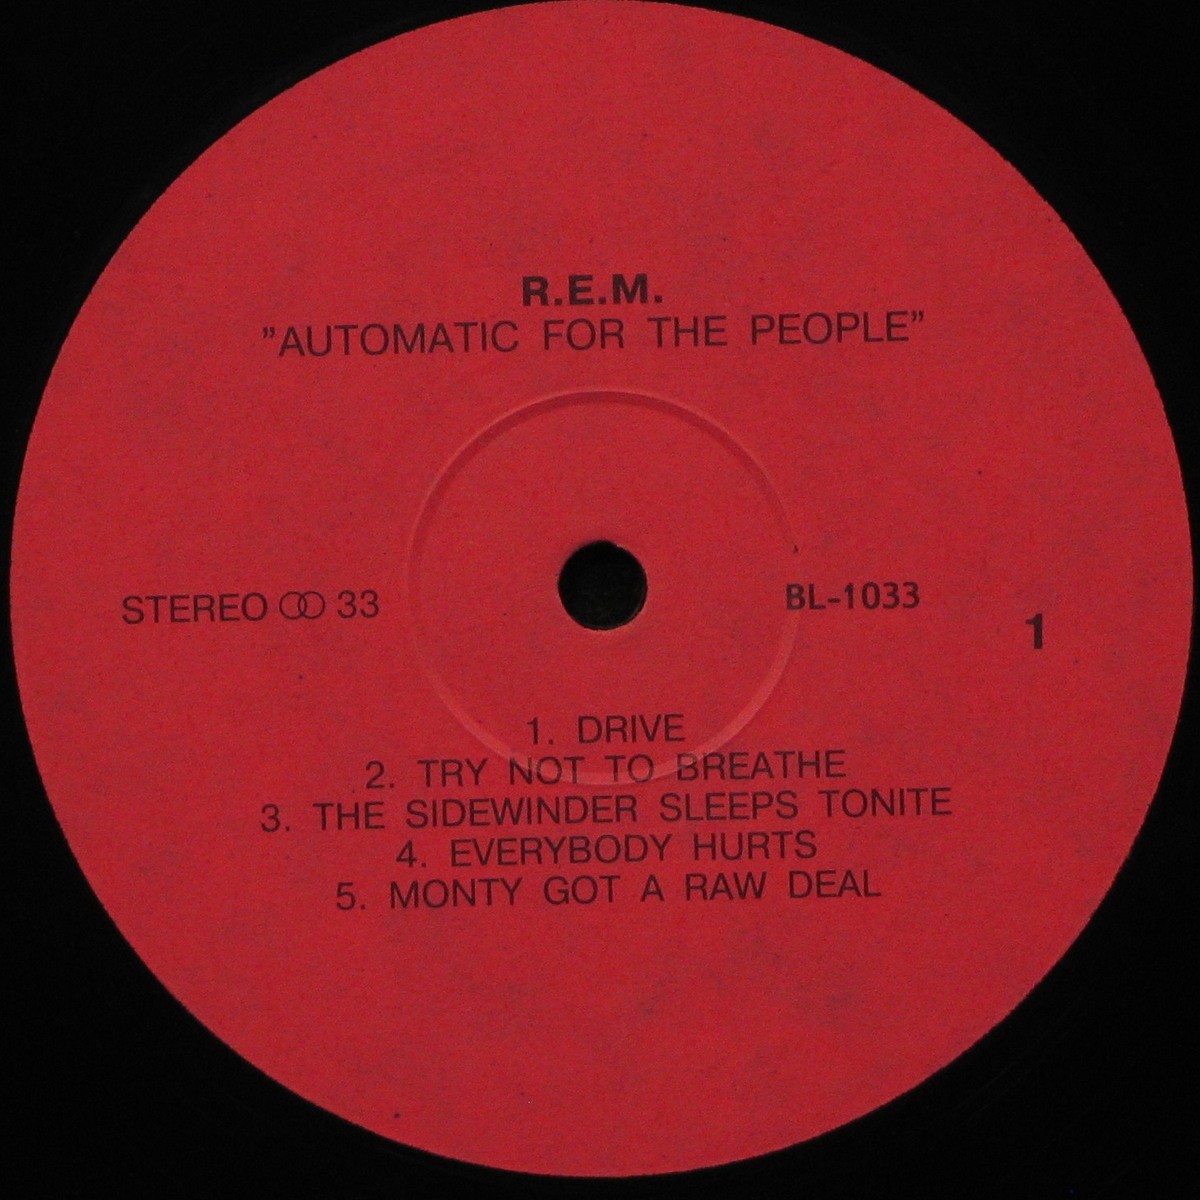 R.E.M.
”AUTOMATIC FOR THE PEOPLE”
STEREO 33
BL-1033
1
1. DRIVE
2. TRY NOT TO BREATHE
3. THE SIDEWINDER SLEEPS TONITE
4. EVERYBODY HURTS
5. MONTY GOT A RAW DEAL